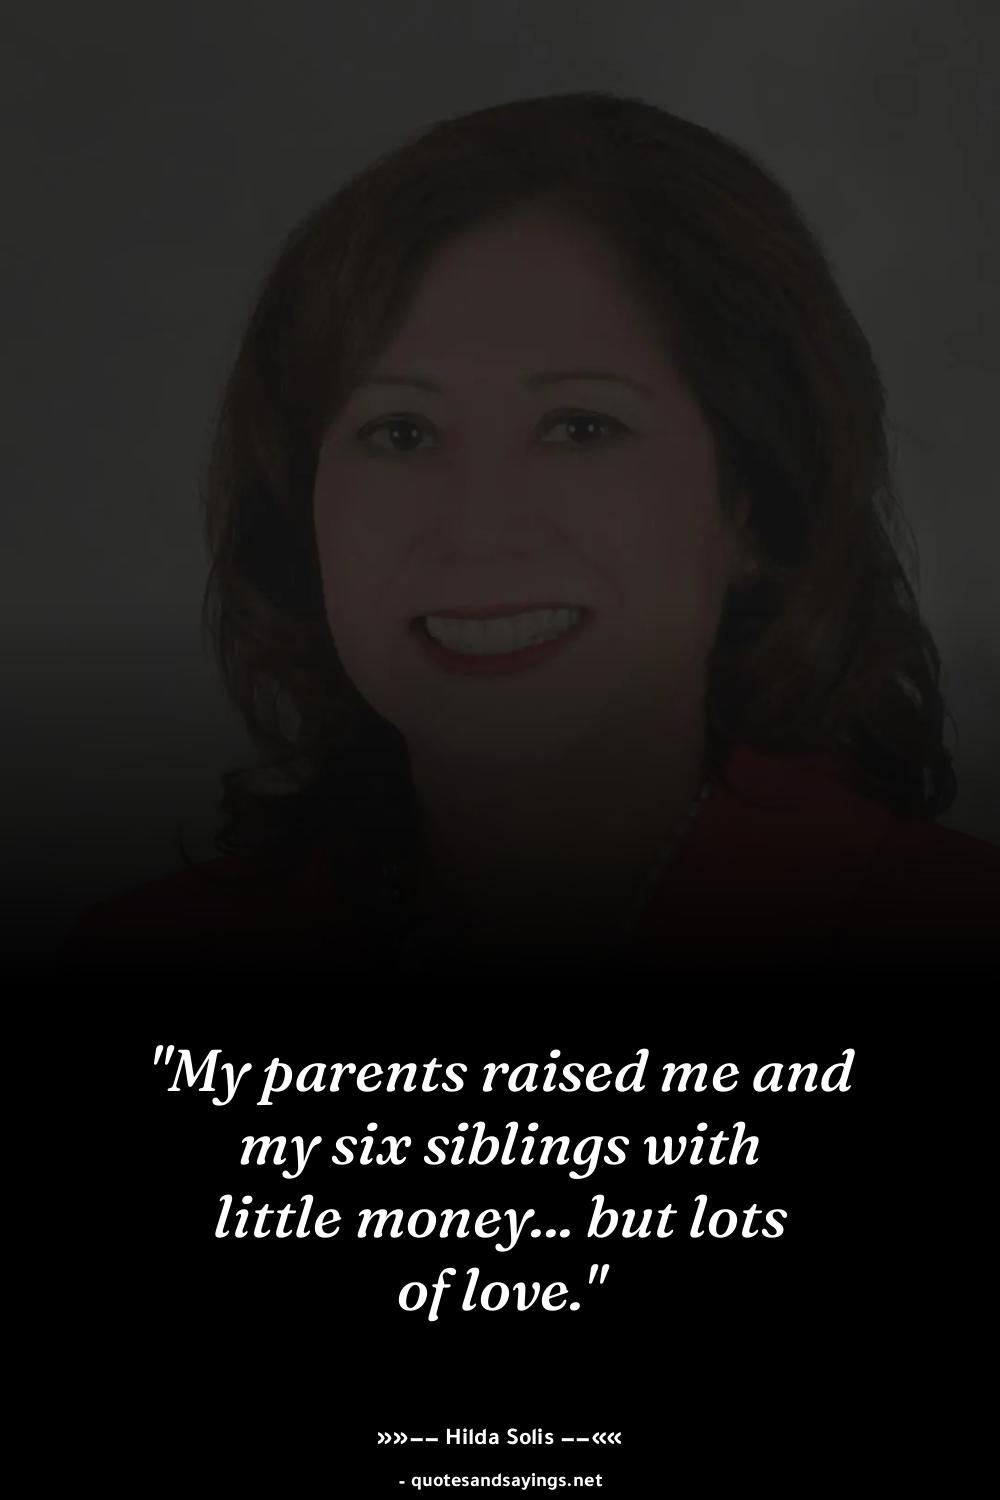 "My parents raised me and
my six siblings with
little money... but lots
of love."
»»—— Hilda Solis ——««
- quotesandsayings.net